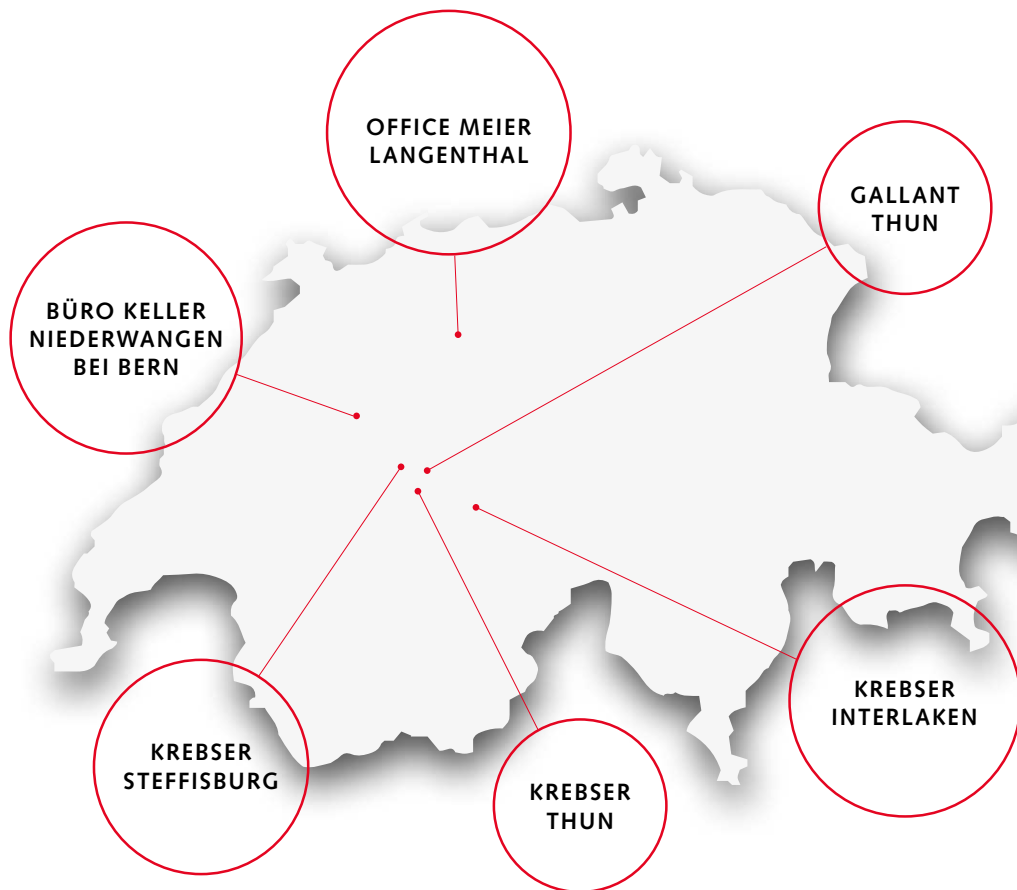 OFFICE MEIER
LANGENTHAL
GALLANT
THUN
BÜRO KELLER
NIEDERWANGEN
BEI BERN
KREBSER
INTERLAKEN
KREBSER
STEFFISBURG
KREBSER
THUN